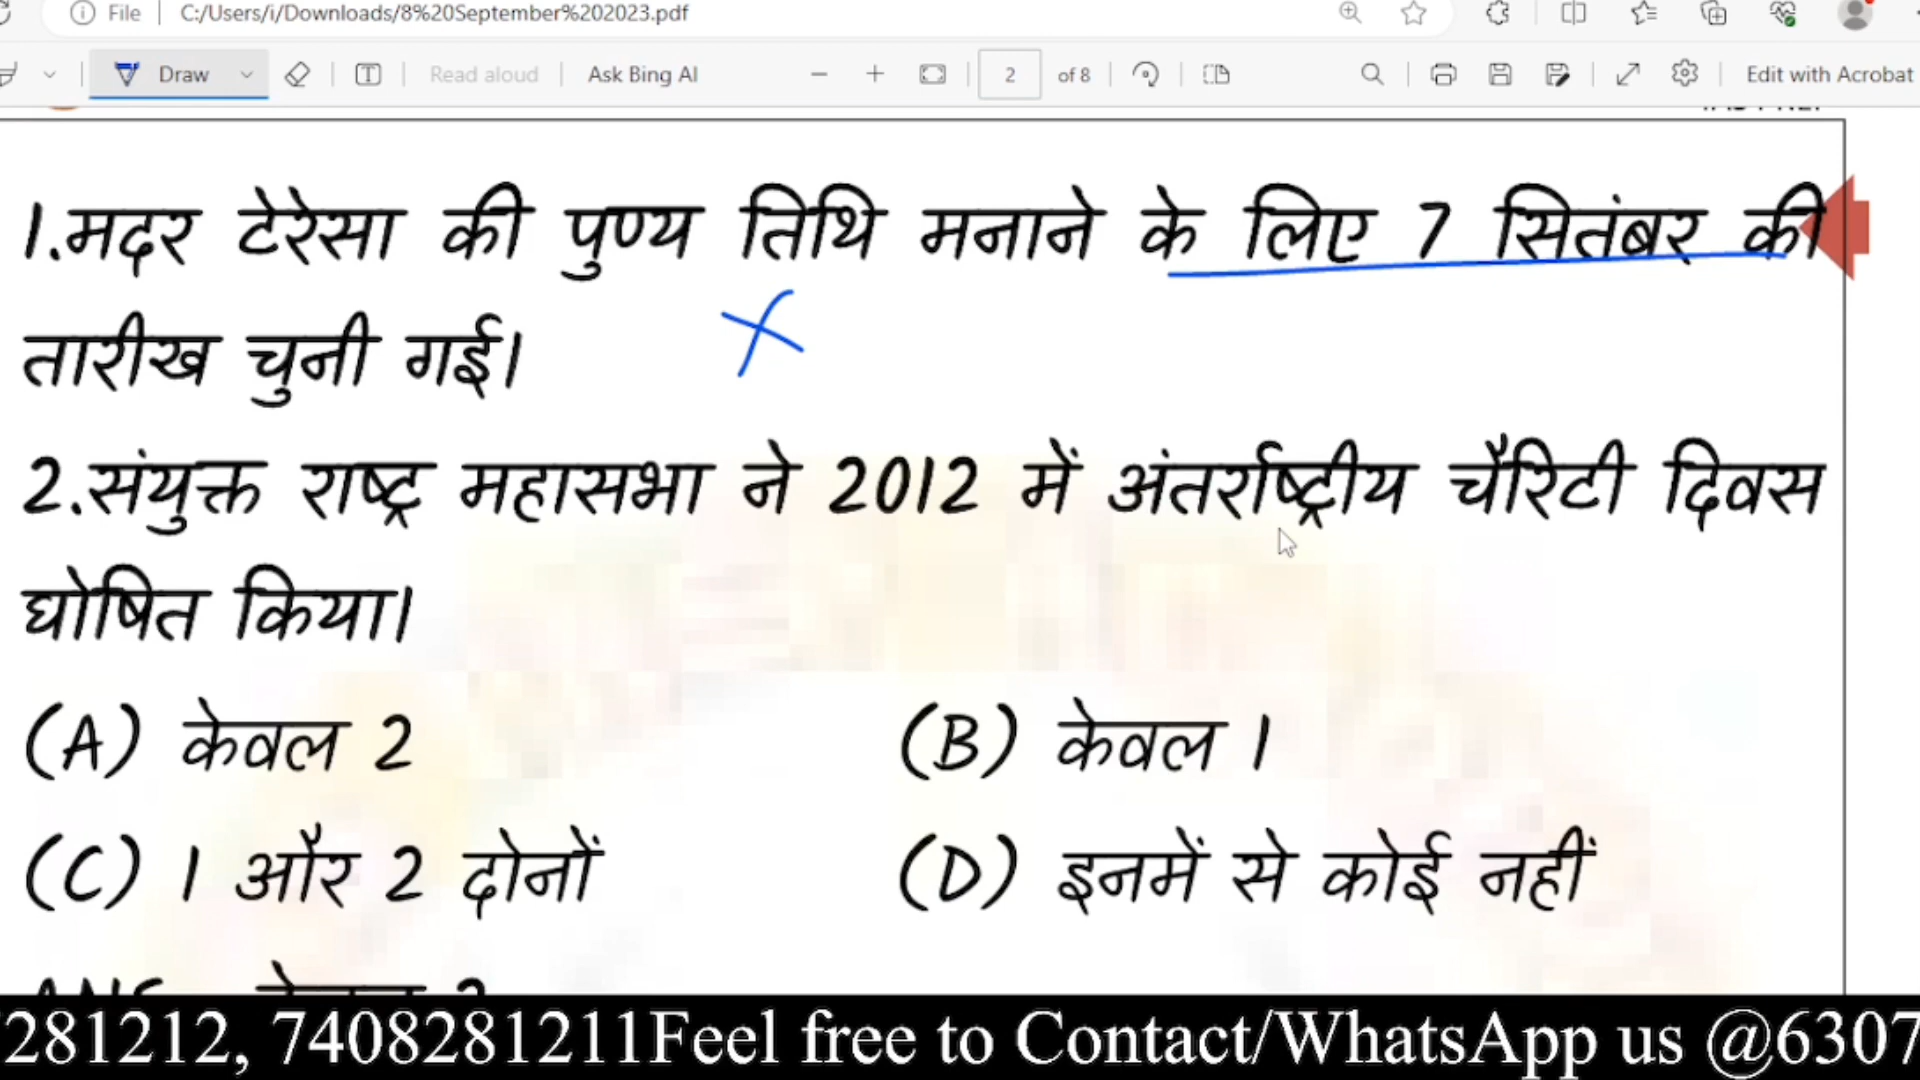 File C:/Users/i/Downloads/8%20September%202023.pdf
Draw Read aloud Ask Bing AI 2 of 8 Edit with Acrobat
1.मदर टेरेसा की पुण्य तिथि मनाने के लिए 7 सितंबर की
तारीख चुनी गई।
2.संयुक्त राष्ट्र महासभा ने 2012 में अंतर्राष्ट्रीय चैरिटी दिवस
घोषित किया।
(A) केवल 2 (B) केवल 1
(C) 1 और 2 दोनों (D) इनमें से कोई नहीं
281212, 7408281211Feel free to Contact/WhatsApp us @6307